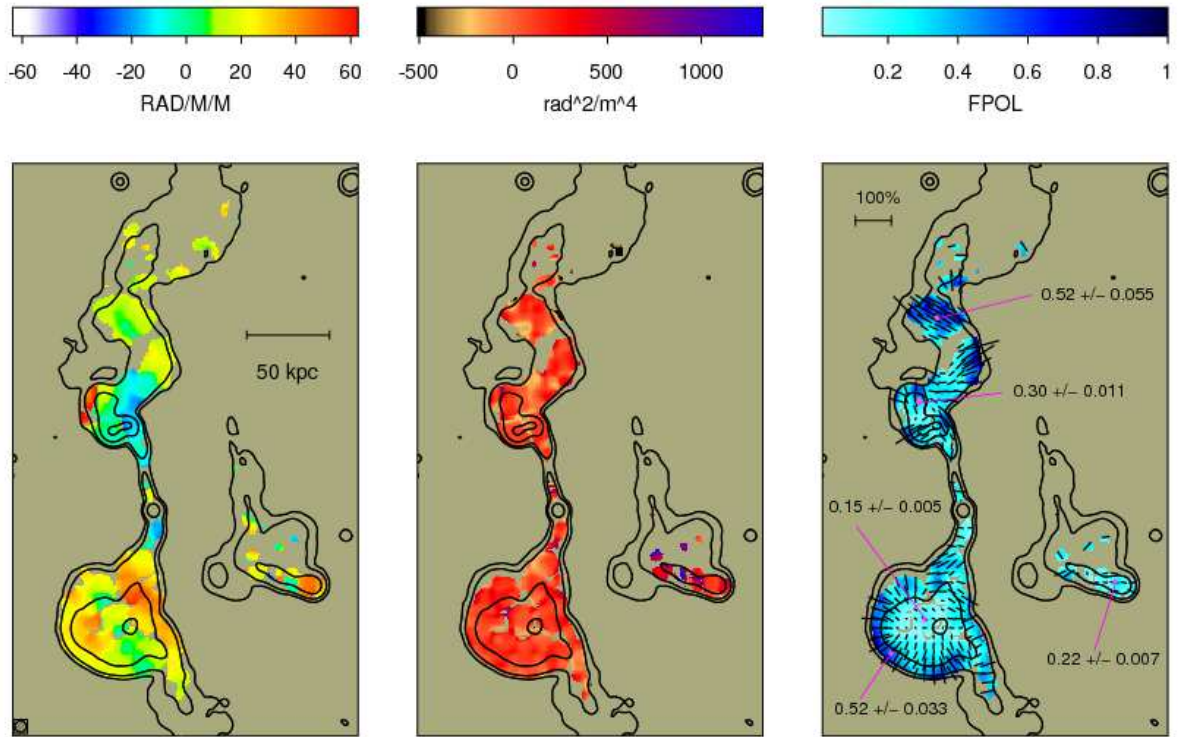 -60 -40 -20 0 20 40 60
RAD/M/M
-500 0 500 1000
rad^2/m^4
0.2 0.4 0.6 0.8 1
FPOL
50 kpc
100%
0.52 +/- 0.055
0.30 +/- 0.011
0.15 +/- 0.005
0.22 +/- 0.007
0.52 +/- 0.033